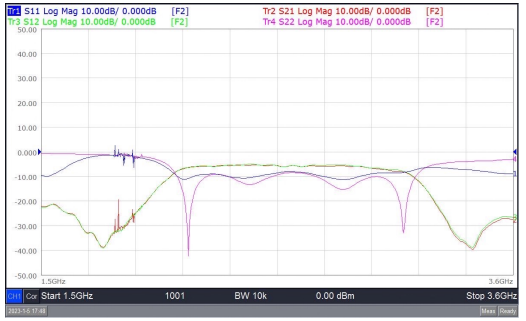 Tr1 S11 Log Mag 10.00dB/ 0.000dB [F2] Tr2 S21 Log Mag 10.00dB/ 0.000dB [F2]
Tr3 S12 Log Mag 10.00dB/ 0.000dB [F2] Tr4 S22 Log Mag 10.00dB/ 0.000dB [F2]
50.00
40.00
30.00
20.00
10.00
0.000
-10.00
-20.00
-30.00
-40.00
-50.00
1.5GHz 3.6GHz
CH1 Cor Start 1.5GHz 1001 BW 10k 0.00 dBm Stop 3.6GHz
Meas Ready